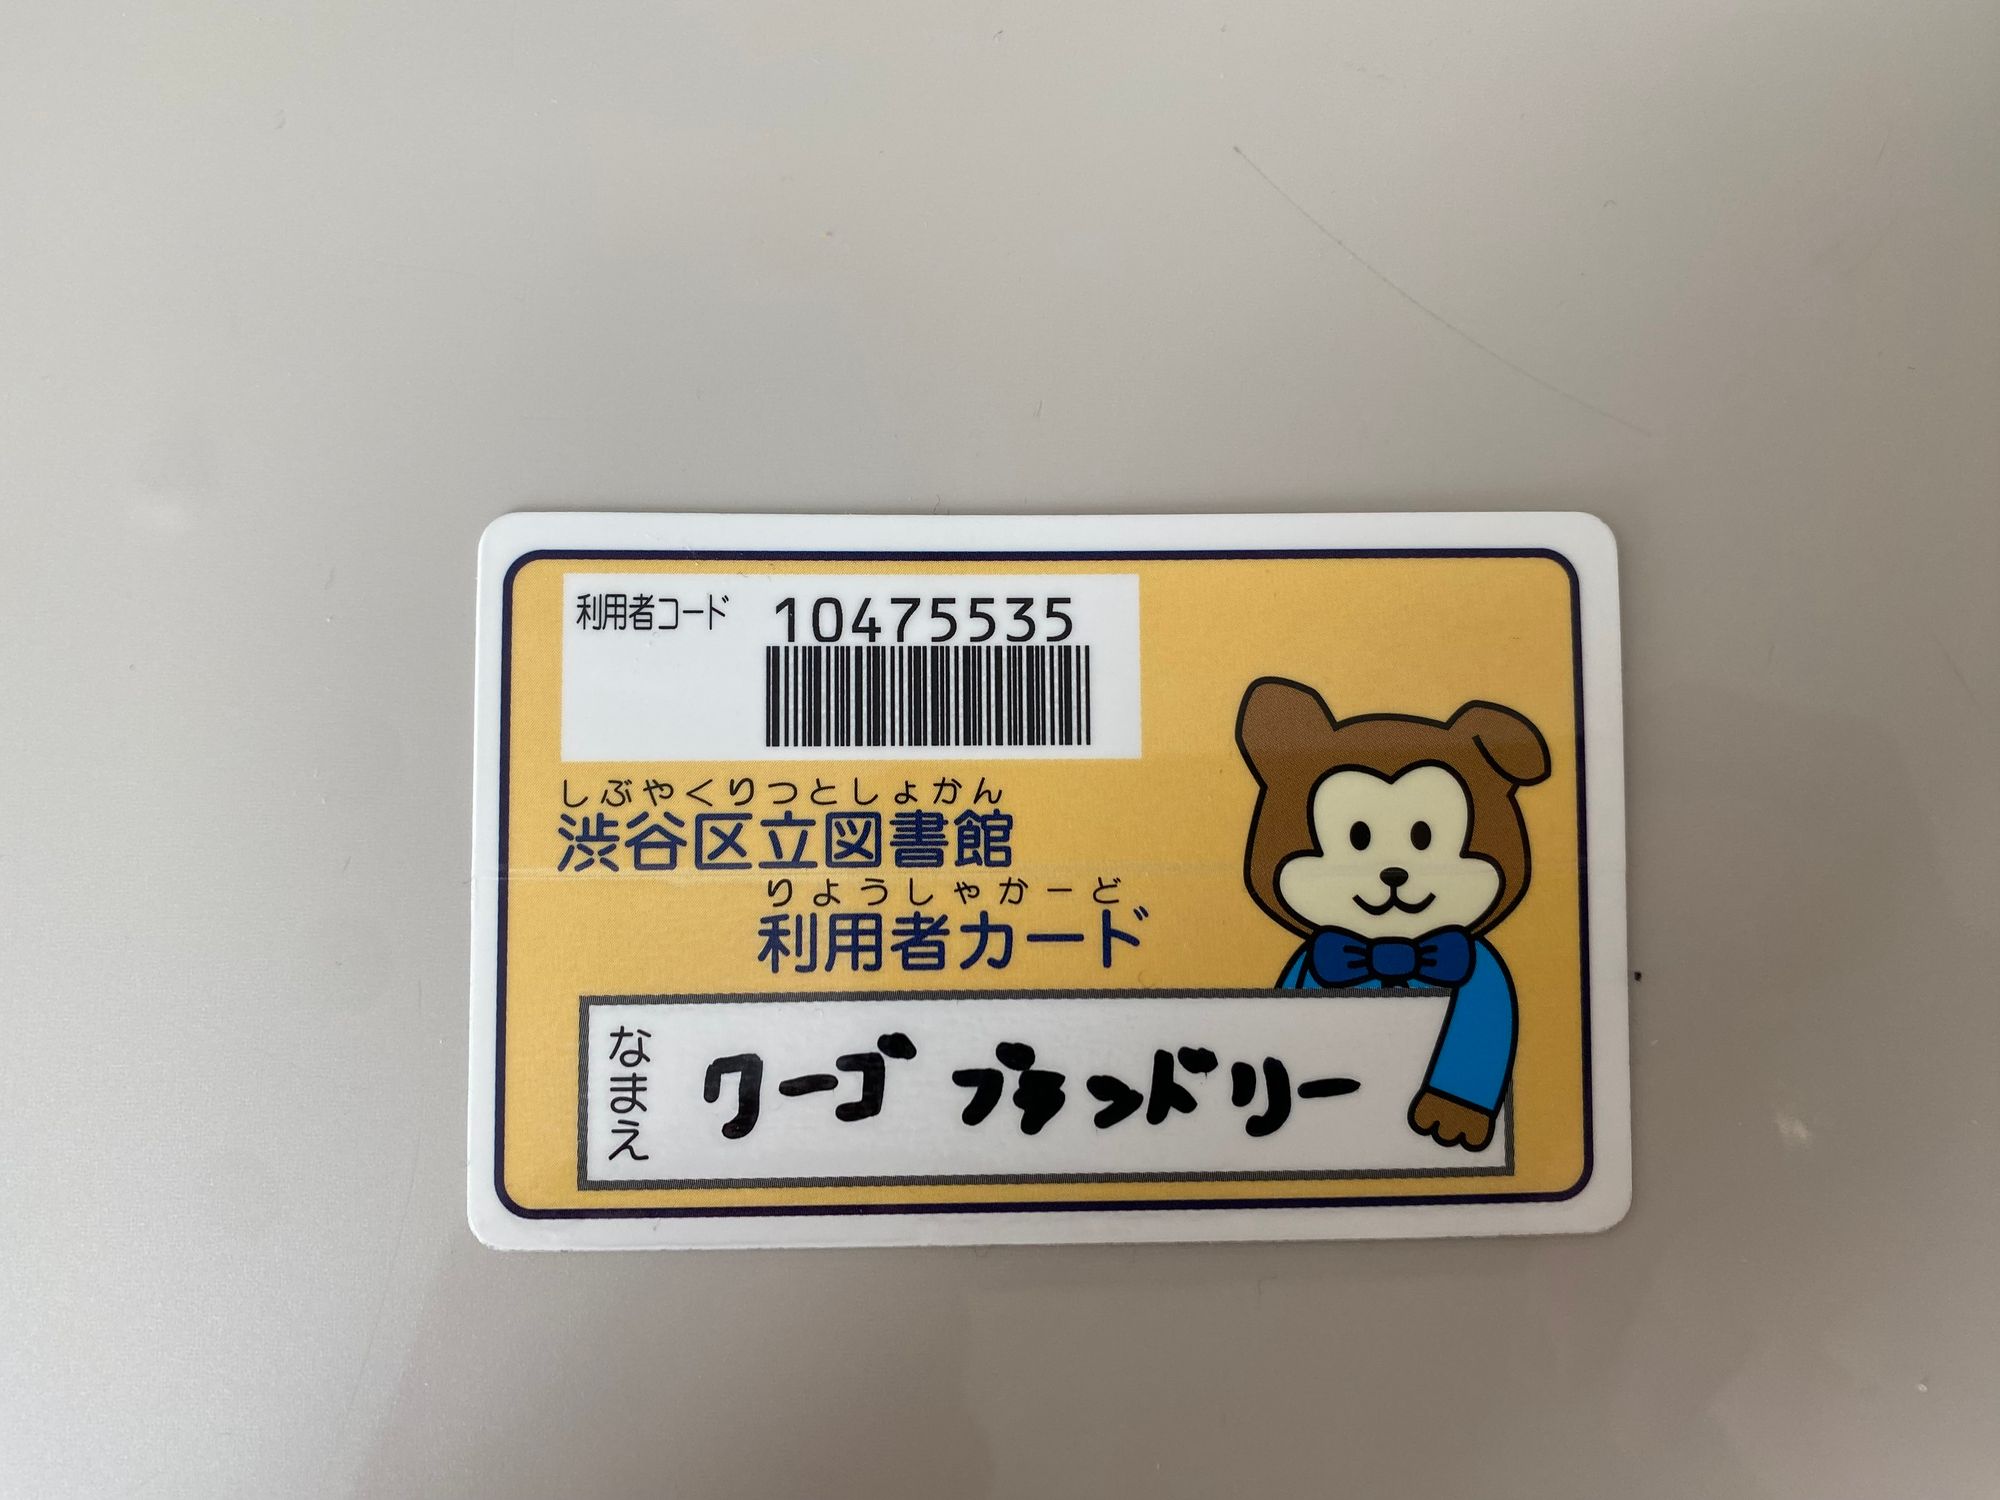 利用者コード 10475535
しぶやくりつとしょかん
渋谷区立図書館
りようしゃかーど
利用者カード
なまえ ワーゴ ブランドリー